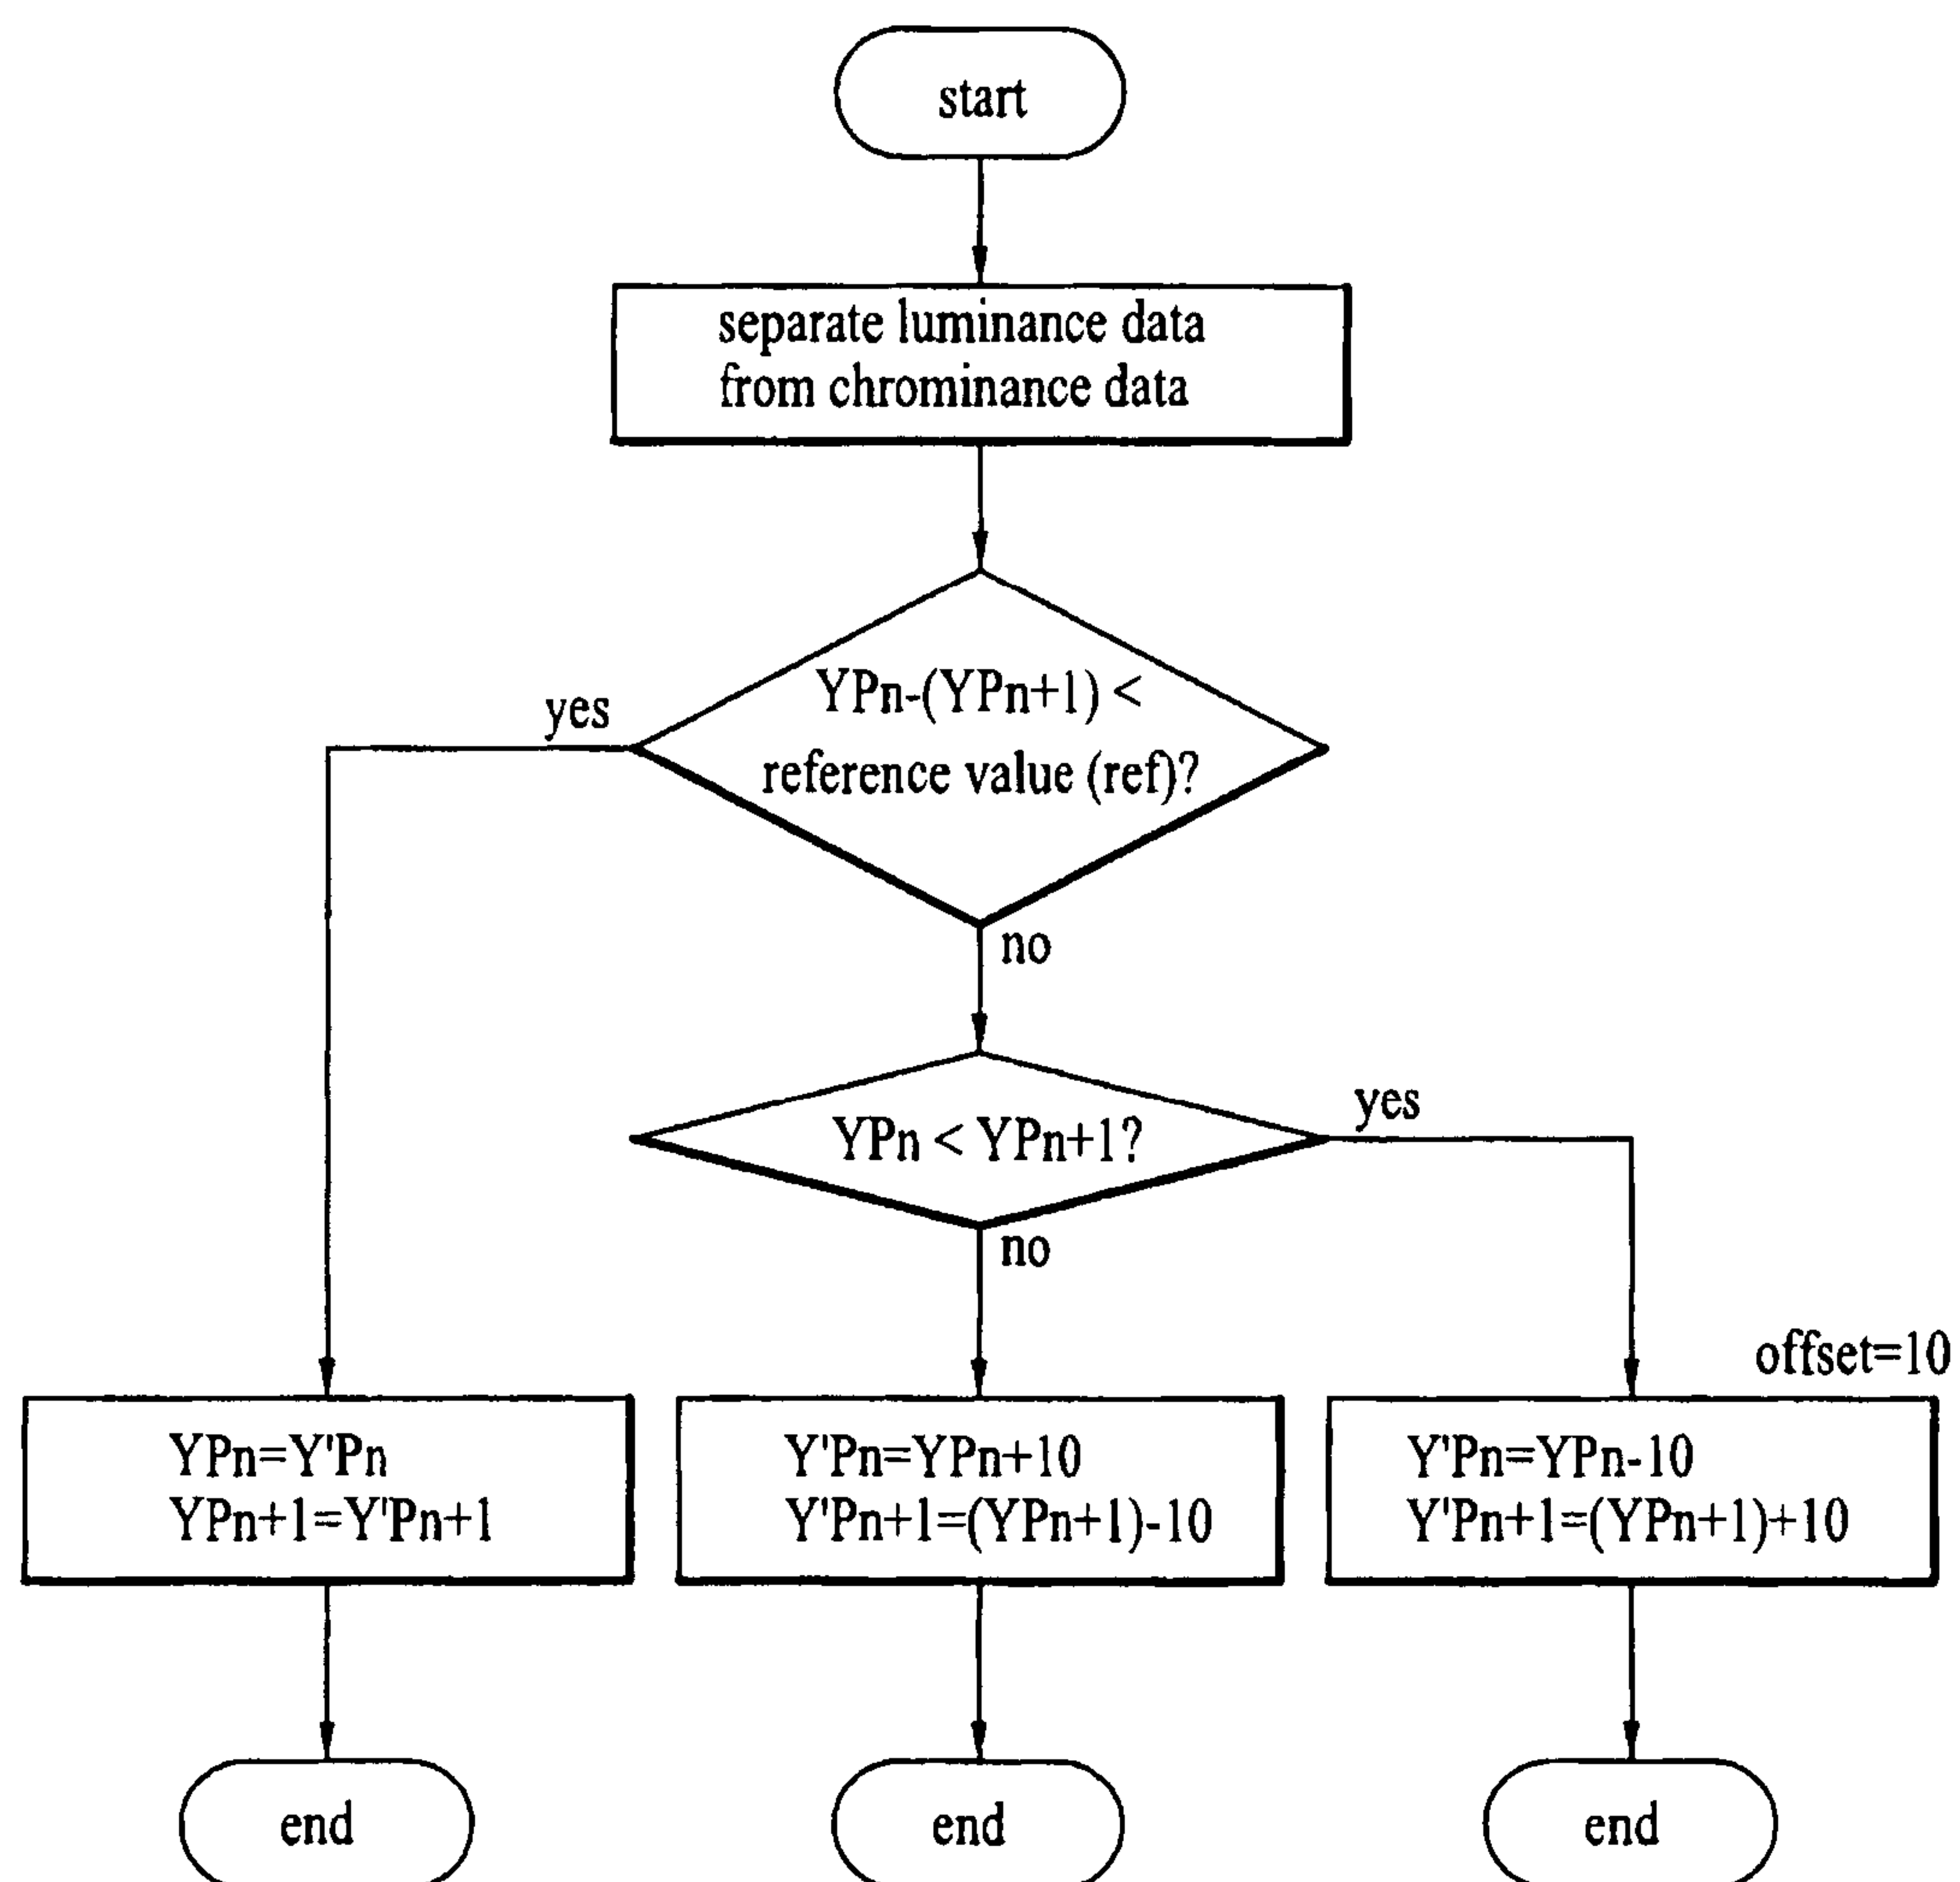 start
separate luminance data
from chrominance data
YPn-(YPn+1) <
reference value (ref)?
yes
no
YPn < YPn+1?
yes
no
offset=10
YPn=Y'Pn
YPn+1=Y'Pn+1
Y'Pn=YPn+10
Y'Pn+1=(YPn+1)-10
Y'Pn=YPn-10
Y'Pn+1=(YPn+1)+10
end
end
end